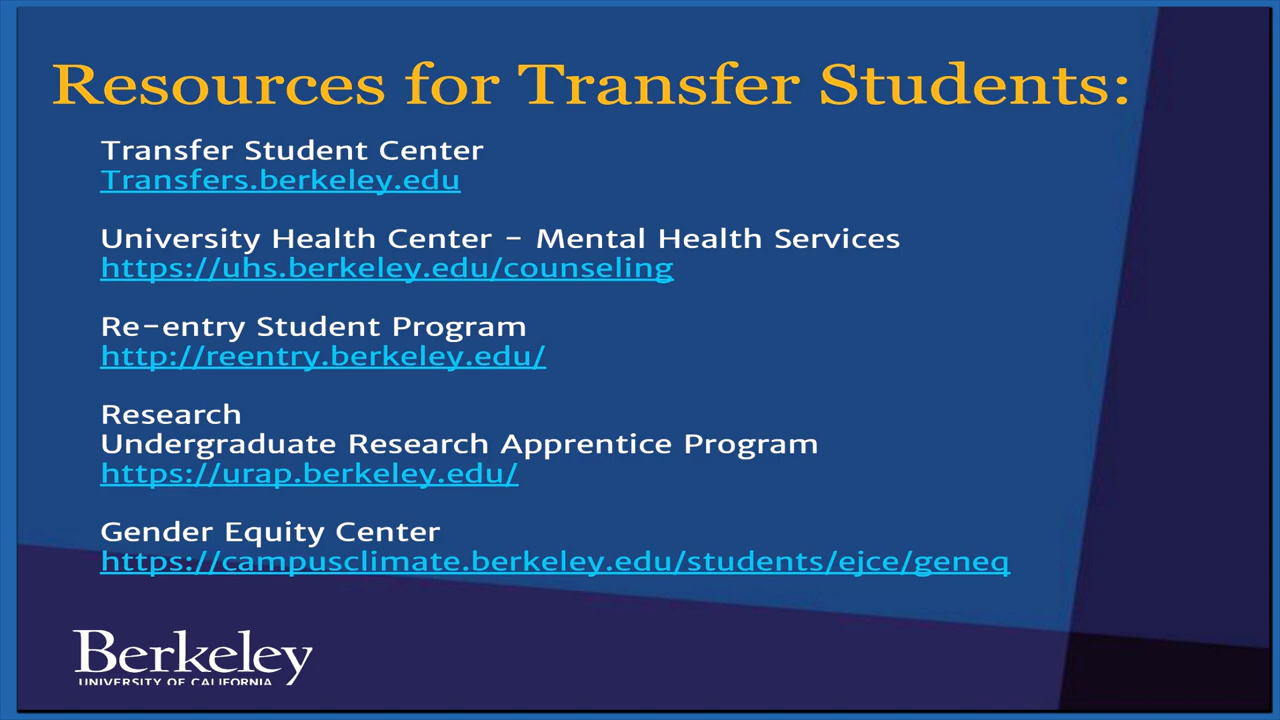 Resources for Transfer Students:
Transfer Student Center
Transfers.berkeley.edu
University Health Center - Mental Health Services
https://uhs.berkeley.edu/counseling
Re-entry Student Program
http://reentry.berkeley.edu/
Research
Undergraduate Research Apprentice Program
https://urap.berkeley.edu/
Gender Equity Center
https://campusclimate.berkeley.edu/students/ejce/geneq
Berkeley
UNIVERSITY OF CALIFORNIA